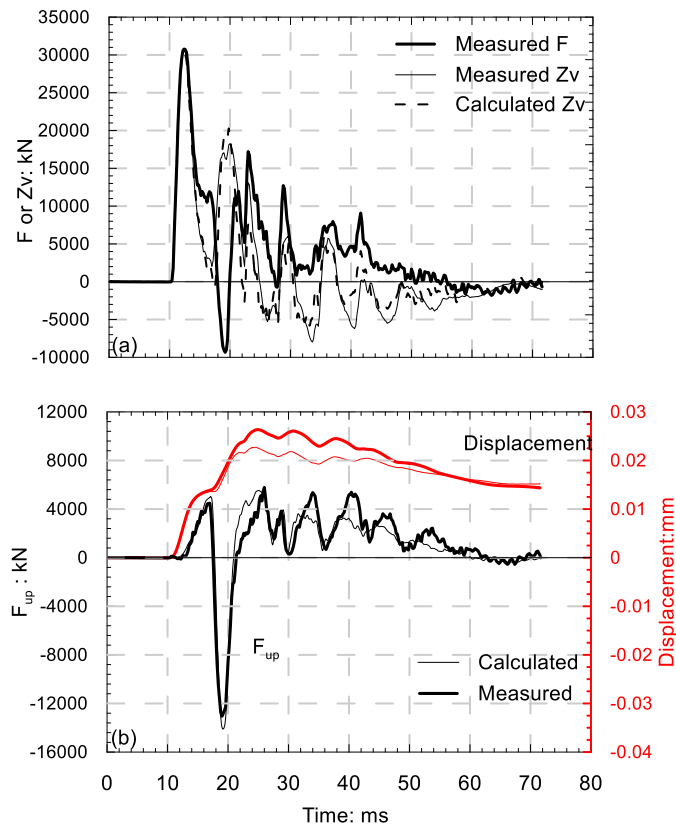 35000
30000
25000
20000
15000
10000
5000
0
-5000
-10000
F or Zv: kN
Measured F
Measured Zv
Calculated Zv
(a)
12000
8000
4000
0
-4000
-8000
-12000
-16000
F_up : kN
0.03
0.02
0.01
0
-0.01
-0.02
-0.03
-0.04
Displacement:mm
Displacement
F_up
Calculated
Measured
(b)
0 10 20 30 40 50 60 70 80
Time: ms